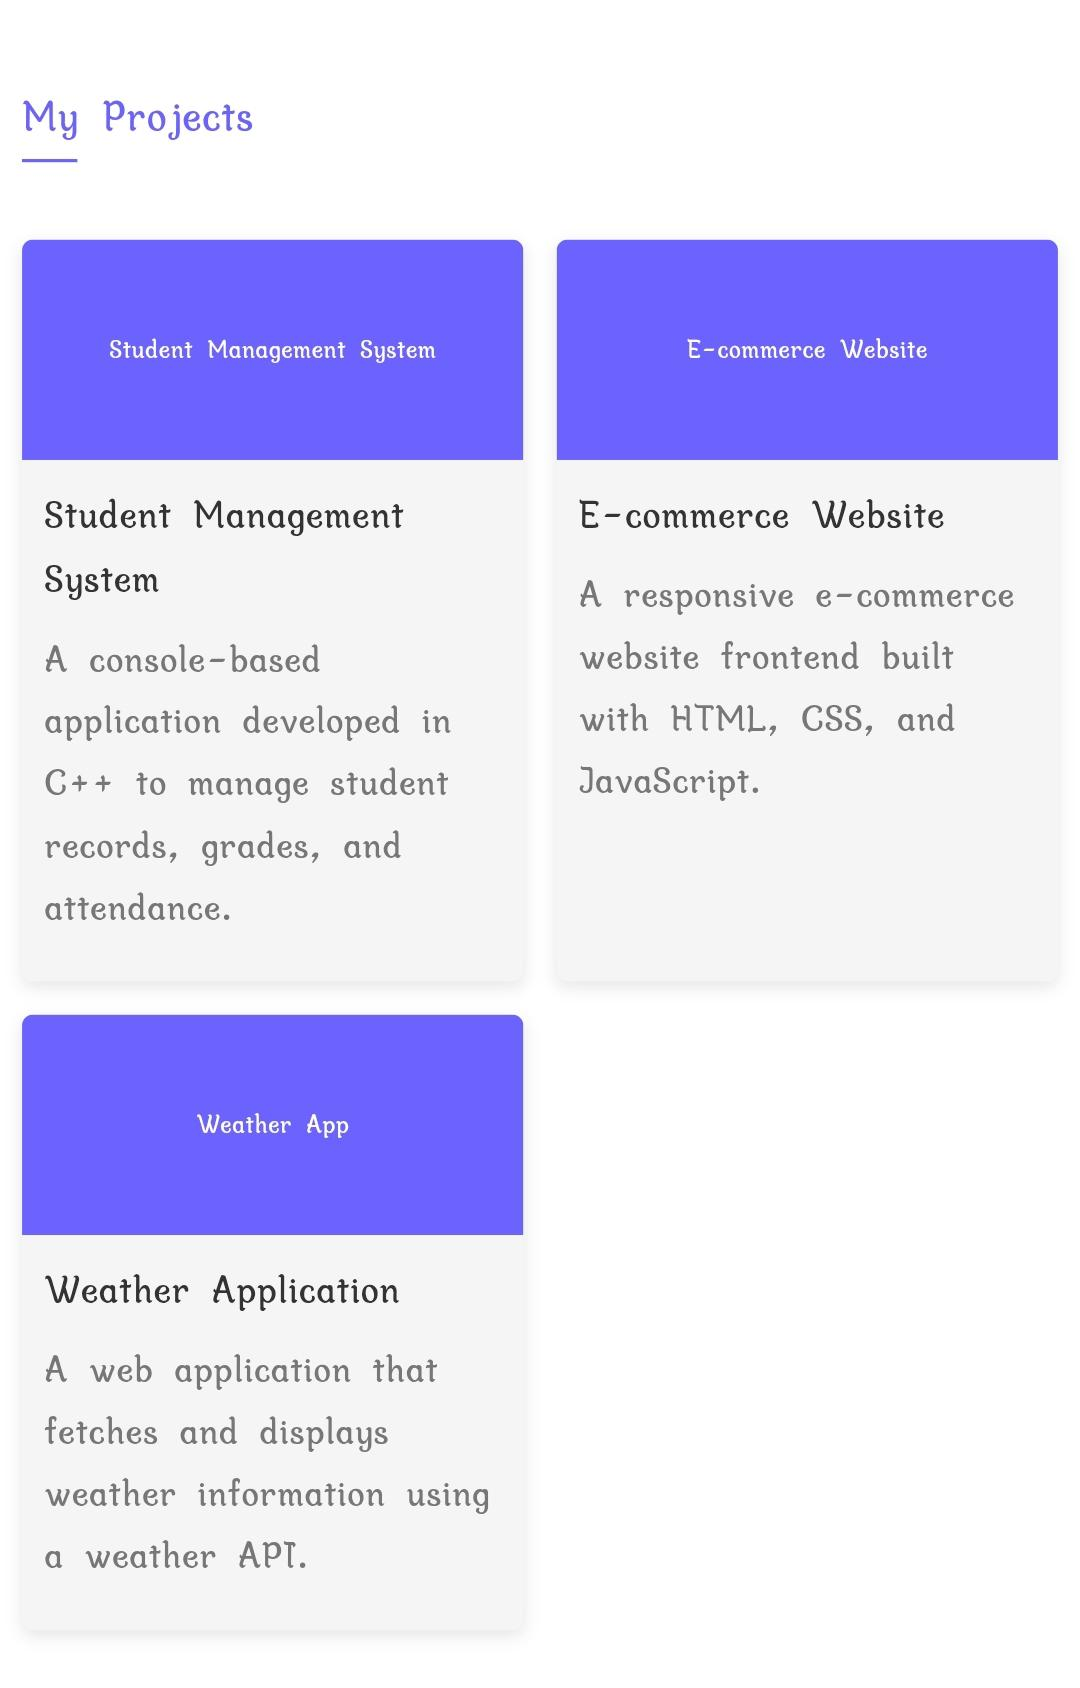 My Projects
Student Management System
Student Management
System
A console-based
application developed in
C++ to manage student
records, grades, and
attendance.
E-commerce Website
E-commerce Website
A responsive e-commerce
website frontend built
with HTML, CSS, and
JavaScript.
Weather App
Weather Application
A web application that
fetches and displays
weather information using
a weather API.